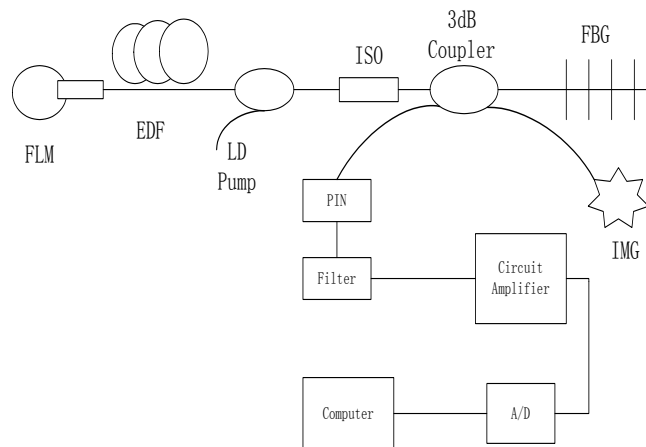 3dB
Coupler
FBG
ISO
EDF
FLM
LD
Pump
PIN
IMG
Filter
Circuit
Amplifier
Computer
A/D